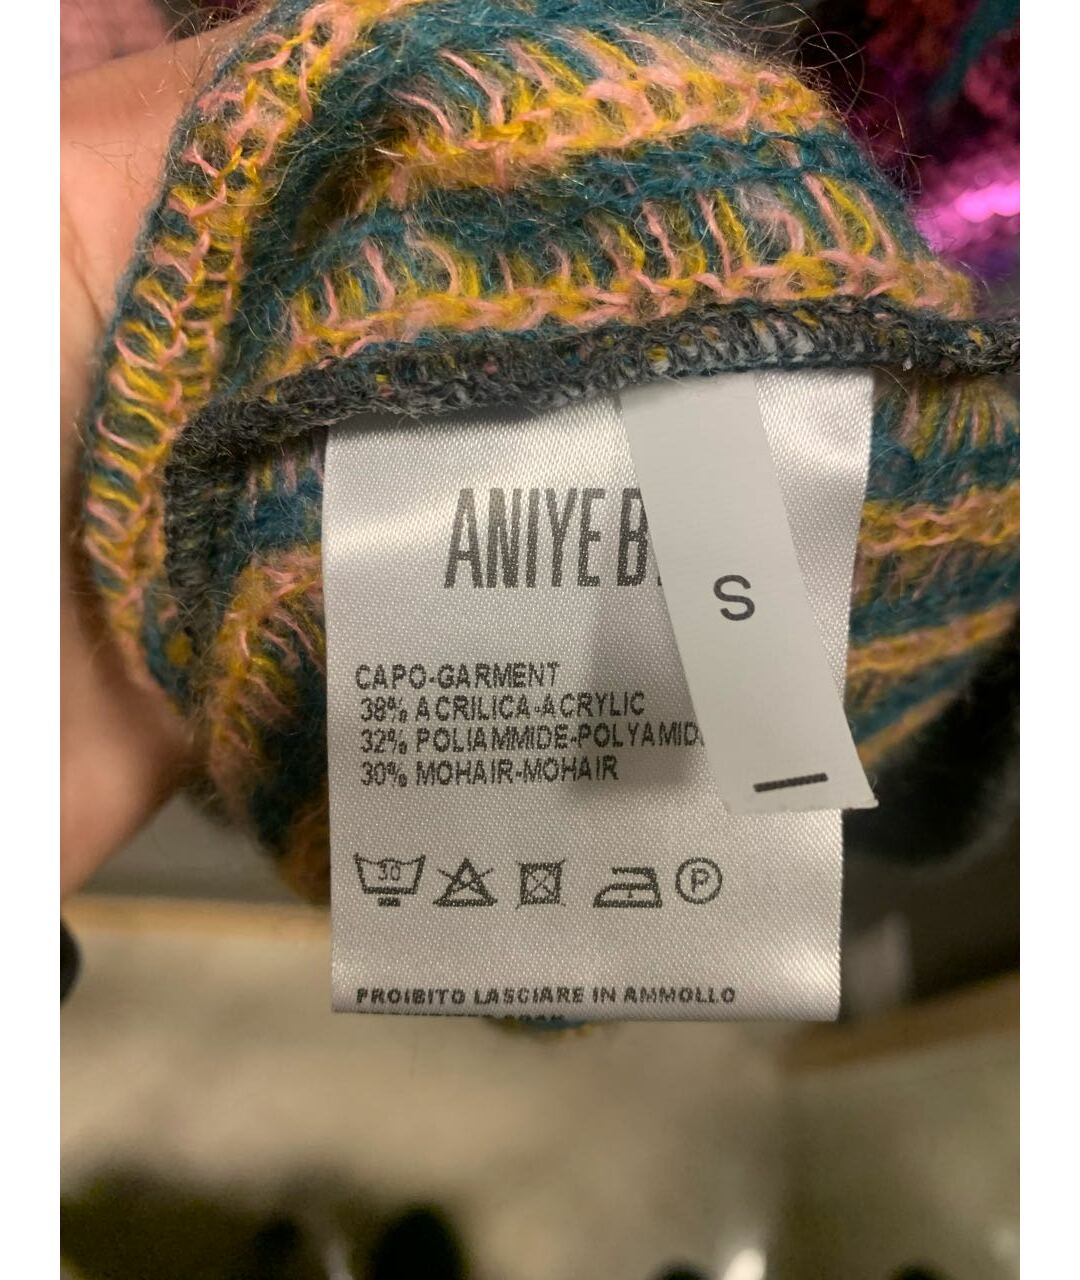 ANIYE B
S
CAPO-GARMENT
38% ACRILICA-ACRYLIC
32% POLIAMMIDE-POLYAMID
30% MOHAIR-MOHAIR
30
P
PROIBITO LASCIARE IN AMMOLLO